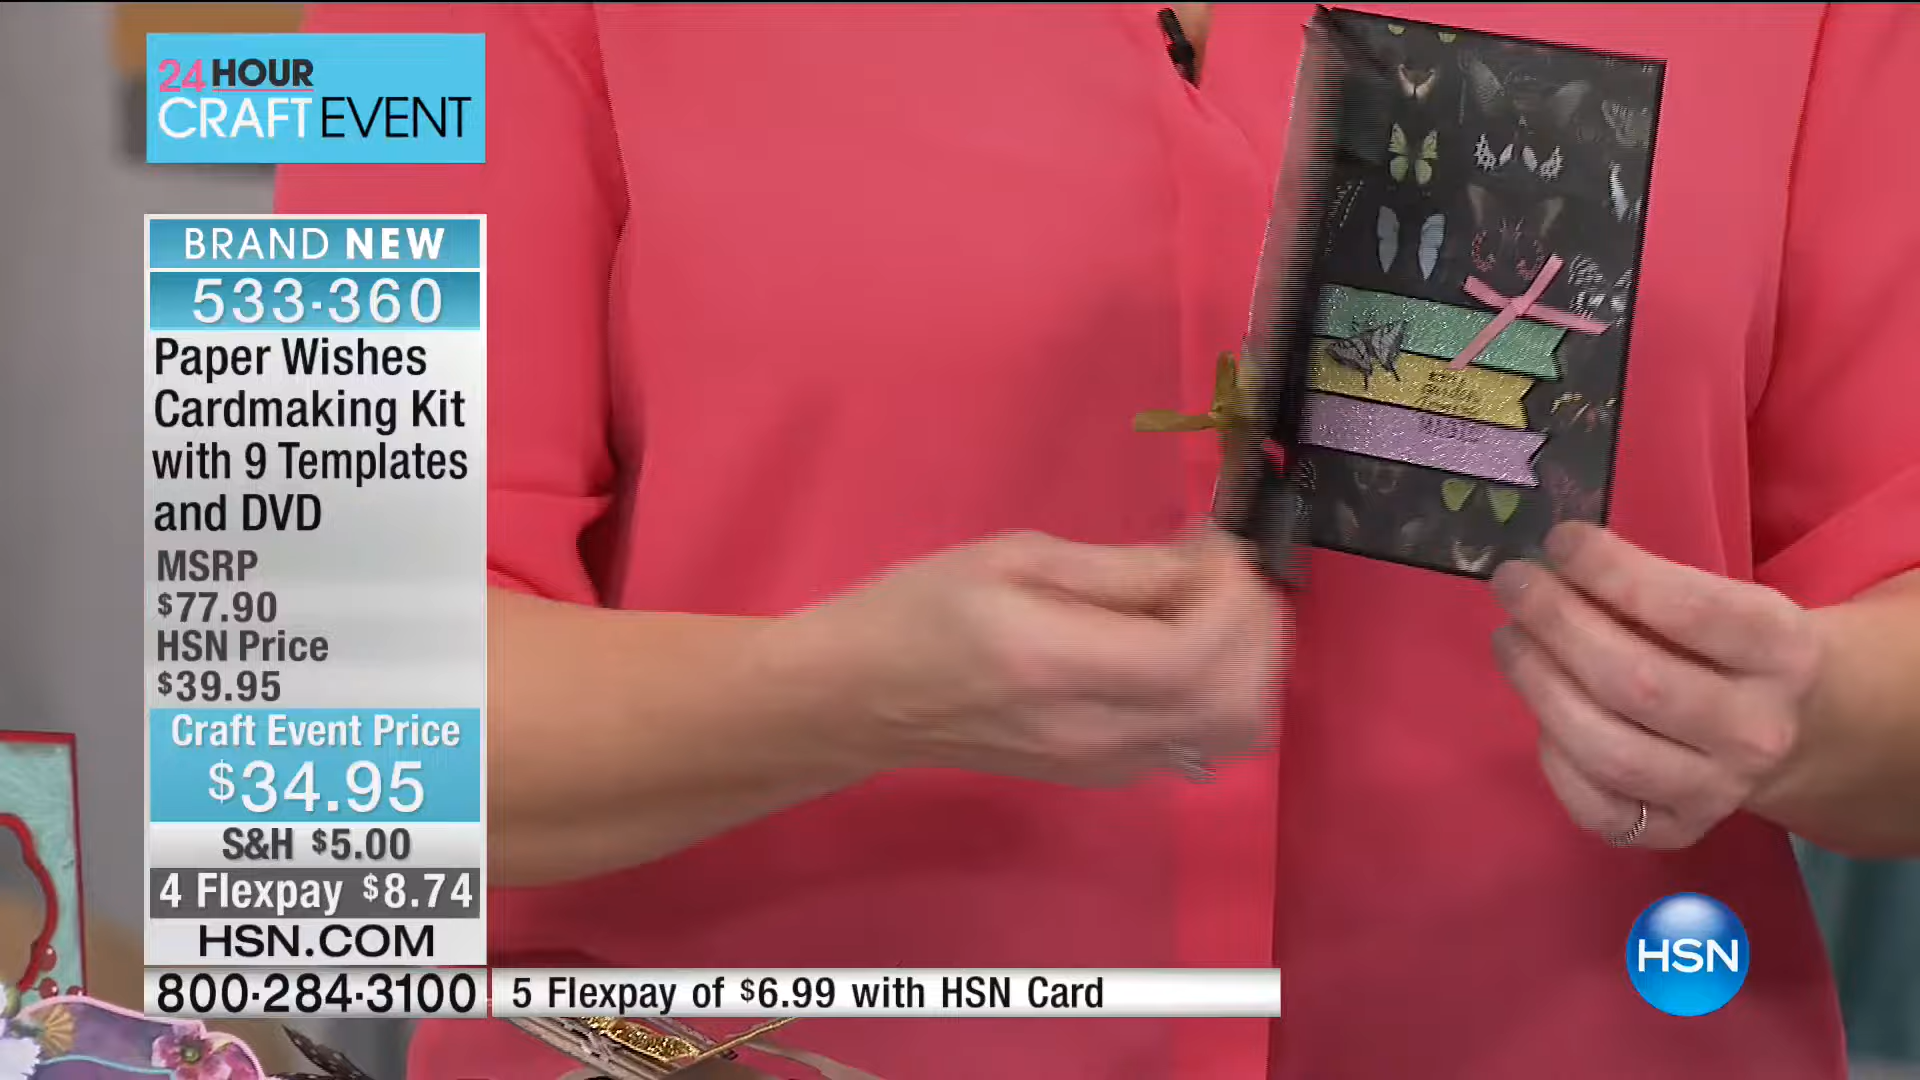 24 HOUR
CRAFT EVENT
BRAND NEW
533-360
Paper Wishes
Cardmaking Kit
with 9 Templates
and DVD
MSRP
$77.90
HSN Price
$39.95
Craft Event Price
$34.95
S&H $5.00
4 Flexpay $8.74
HSN.COM
800·284·3100
5 Flexpay of $6.99 with HSN Card
HSN